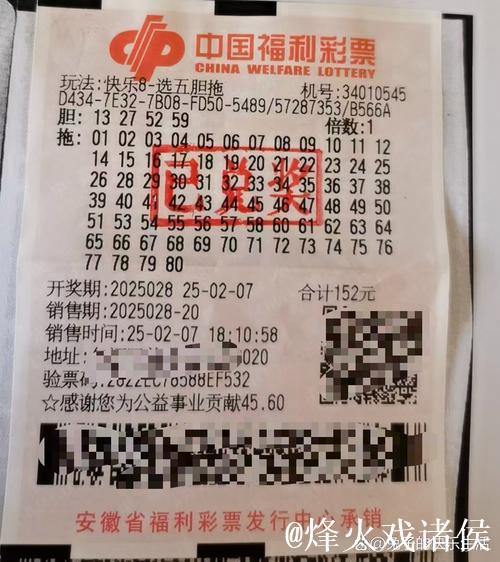 中国福利彩票
CHINA WELFARE LOTTERY
玩法:快乐8-选五胆拖 机号:34010545
D434-7E32-7B08-FD50-5489/57287353/B566A
胆: 13 27 52 59 倍数:1
拖: 01 02 03 04 05 06 07 08 09 10 11 12
14 15 16 17 18 19 20 21 22 23 24 25
26 28 29 30 31 32 33 34 35 36 37 38
39 40 41 42 43 44 45 46 47 48 49 50
51 53 54 55 56 57 58 60 61 62 63 64
65 66 67 68 69 70 71 72 73 74 75 76
77 78 79 80
已兑奖
开奖期:2025028 25-02-07 合计152元
销售期:2025028-20
销售时间:25-02-07 18:10:58
地址: 020
验票码: 8588EF532
☆感谢您为公益事业贡献45.60
安徽省福利彩票发行中心承销
@烽火戏诸侯